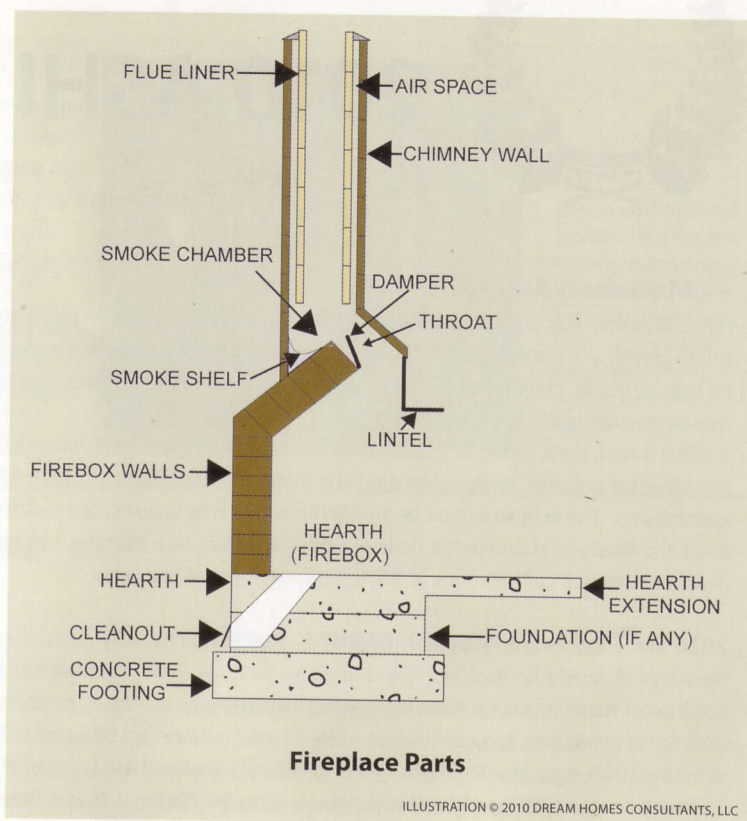 FLUE LINER
AIR SPACE
CHIMNEY WALL
SMOKE CHAMBER
DAMPER
THROAT
SMOKE SHELF
LINTEL
FIREBOX WALLS
HEARTH
(FIREBOX)
HEARTH
HEARTH
EXTENSION
CLEANOUT
FOUNDATION (IF ANY)
CONCRETE
FOOTING
Fireplace Parts
ILLUSTRATION © 2010 DREAM HOMES CONSULTANTS, LLC